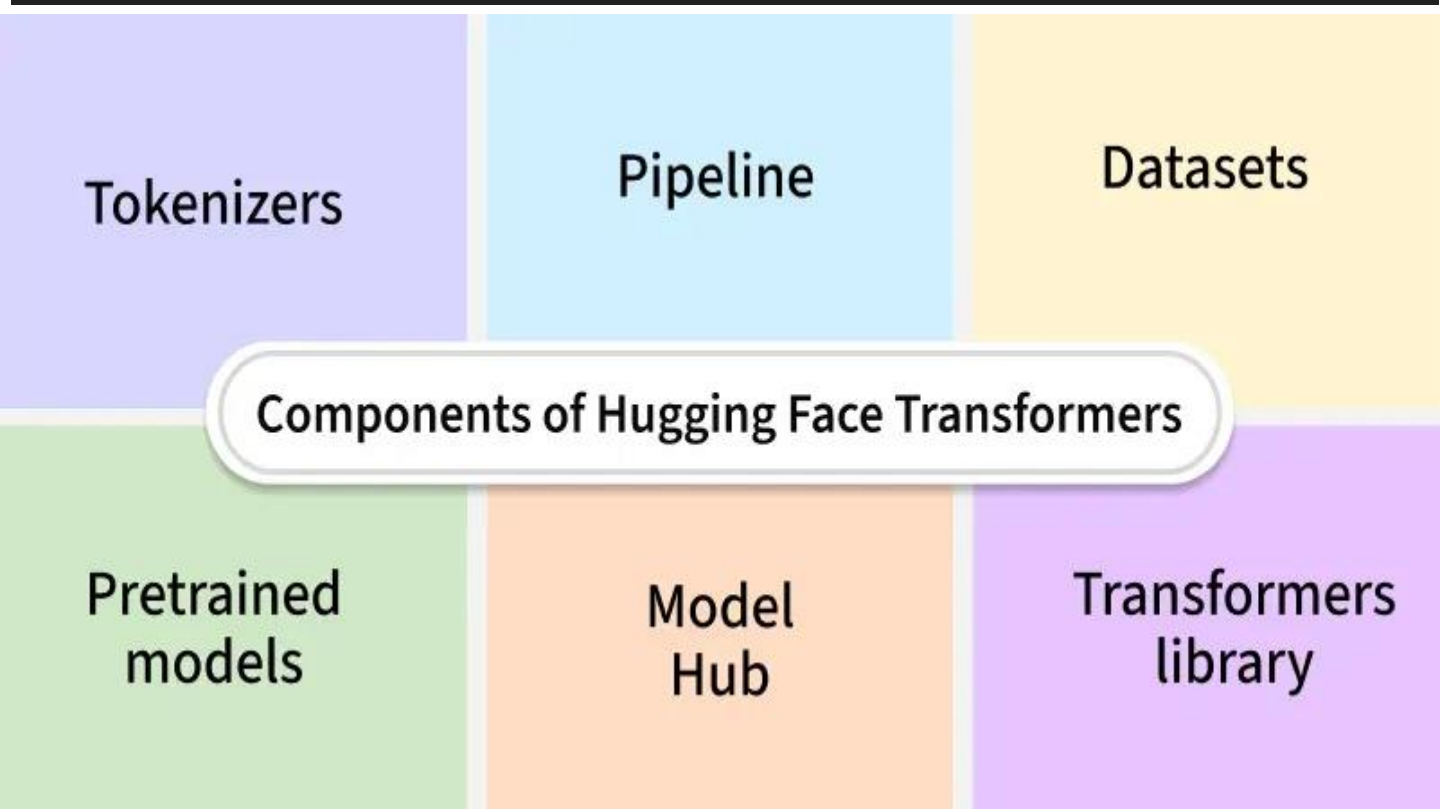 Tokenizers
Pipeline
Datasets
Components of Hugging Face Transformers
Pretrained
models
Model
Hub
Transformers
library